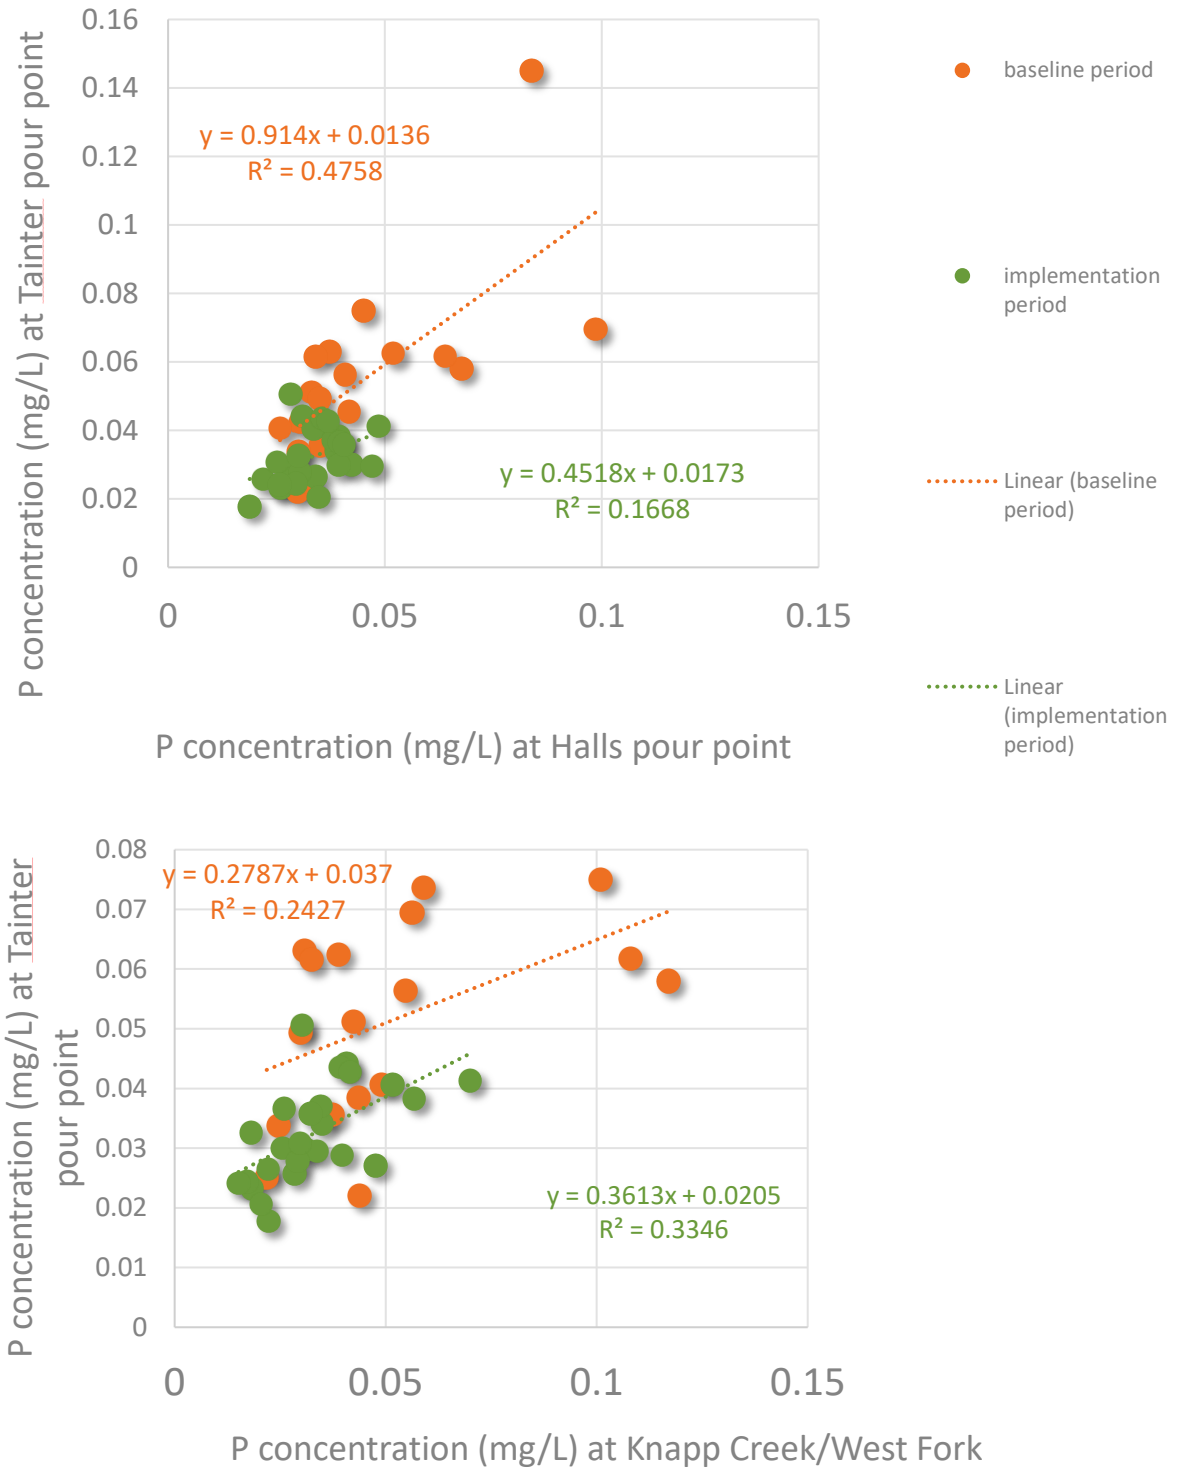 P concentration (mg/L) at Tainter pour point
0.16
0.14
0.12
0.1
0.08
0.06
0.04
0.02
0
y = 0.914x + 0.0136
R² = 0.4758
y = 0.4518x + 0.0173
R² = 0.1668
0
0.05
0.1
0.15
P concentration (mg/L) at Halls pour point
baseline period
implementation
period
Linear (baseline
period)
Linear
(implementation
period)
P concentration (mg/L) at Tainter
pour point
0.08
0.07
0.06
0.05
0.04
0.03
0.02
0.01
0
y = 0.2787x + 0.037
R² = 0.2427
y = 0.3613x + 0.0205
R² = 0.3346
0
0.05
0.1
0.15
P concentration (mg/L) at Knapp Creek/West Fork